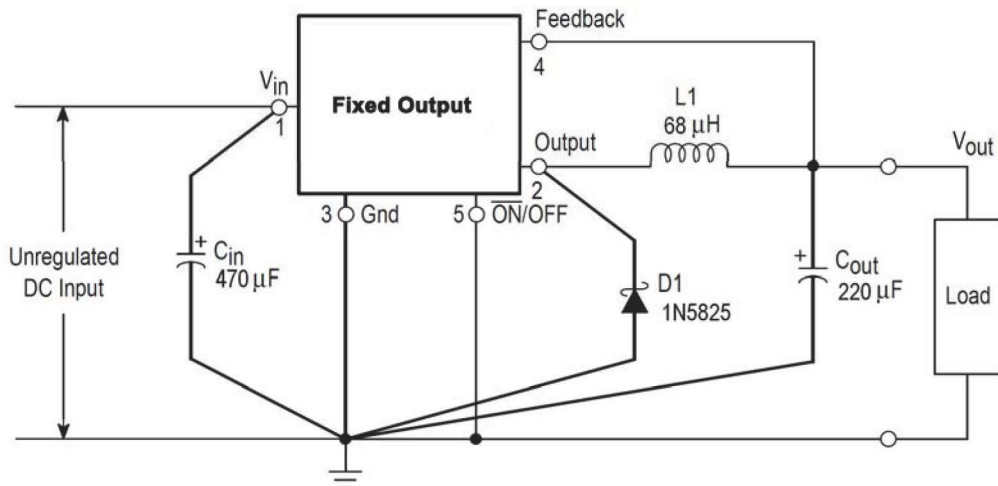 Feedback
4
Vin
1
Fixed Output
L1
68 µH
Output
2
Vout
3 Gnd
5 ON/OFF
Cin
470 µF
+
Unregulated
DC Input
D1
1N5825
+
Cout
220 µF
Load